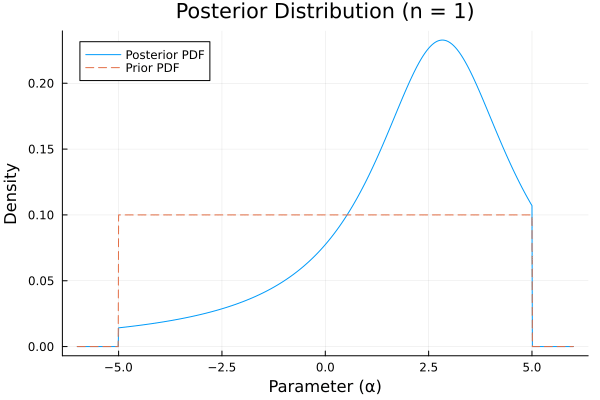 Posterior Distribution (n = 1)
Posterior PDF
Prior PDF
Density
0.20
0.15
0.10
0.05
0.00
−5.0 −2.5 0.0 2.5 5.0
Parameter (α)